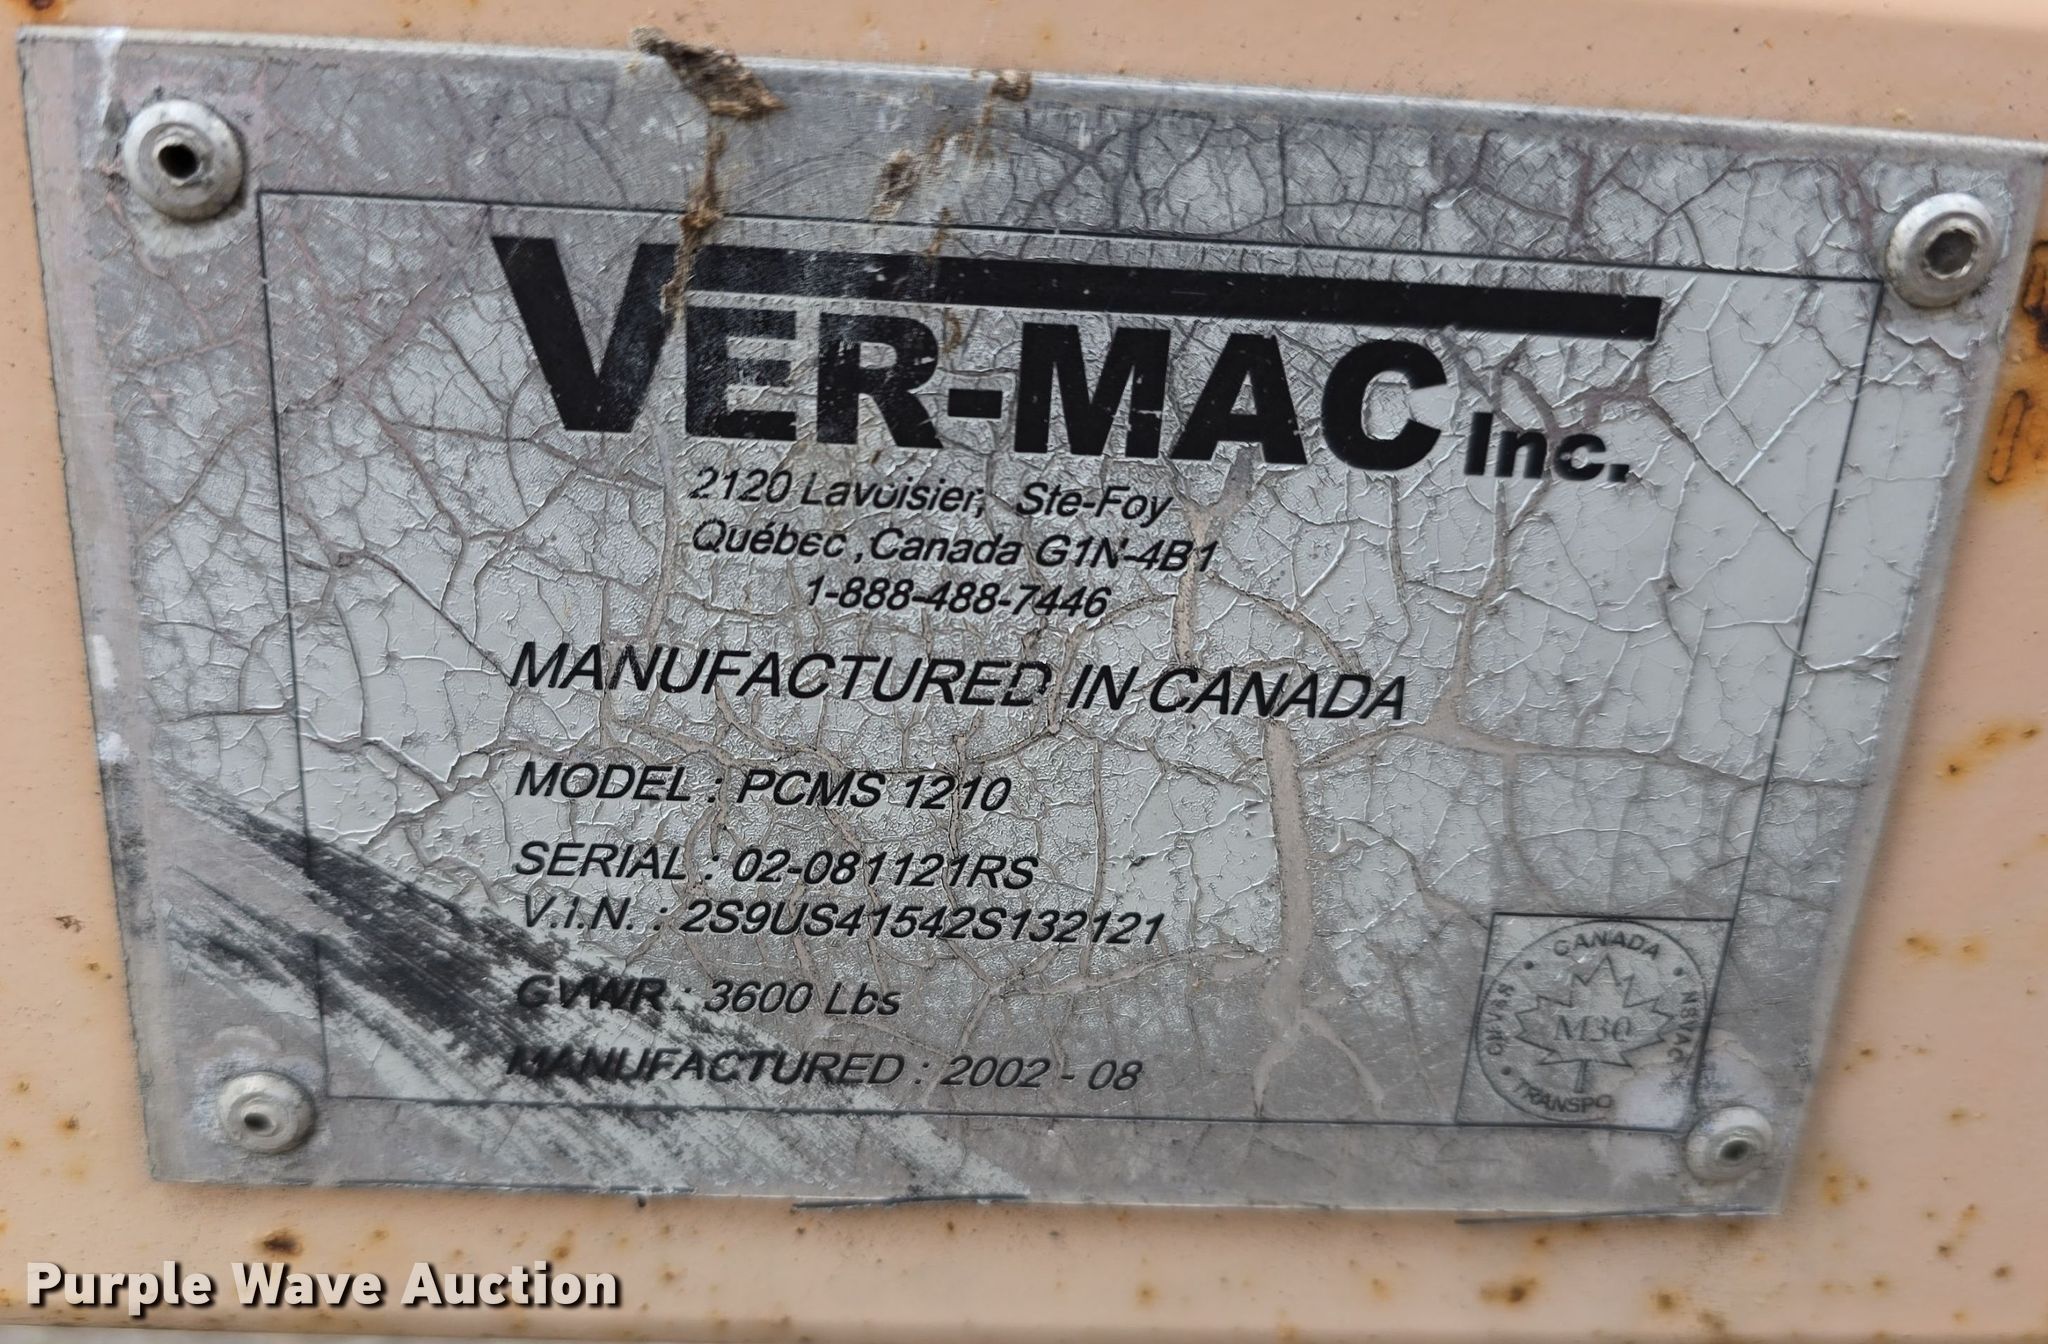 VER-MAC Inc.
2120 Lavoisier, Ste-Foy
Québec ,Canada G1N-4B1
1-888-488-7446
MANUFACTURED IN CANADA
MODEL : PCMS 1210
SERIAL : 02-081121RS
V.I.N. : 2S9US41542S132121
GVWR : 3600 Lbs
MANUFACTURED : 2002 - 08
CANADA
M30
TRANSPO
Purple Wave Auction